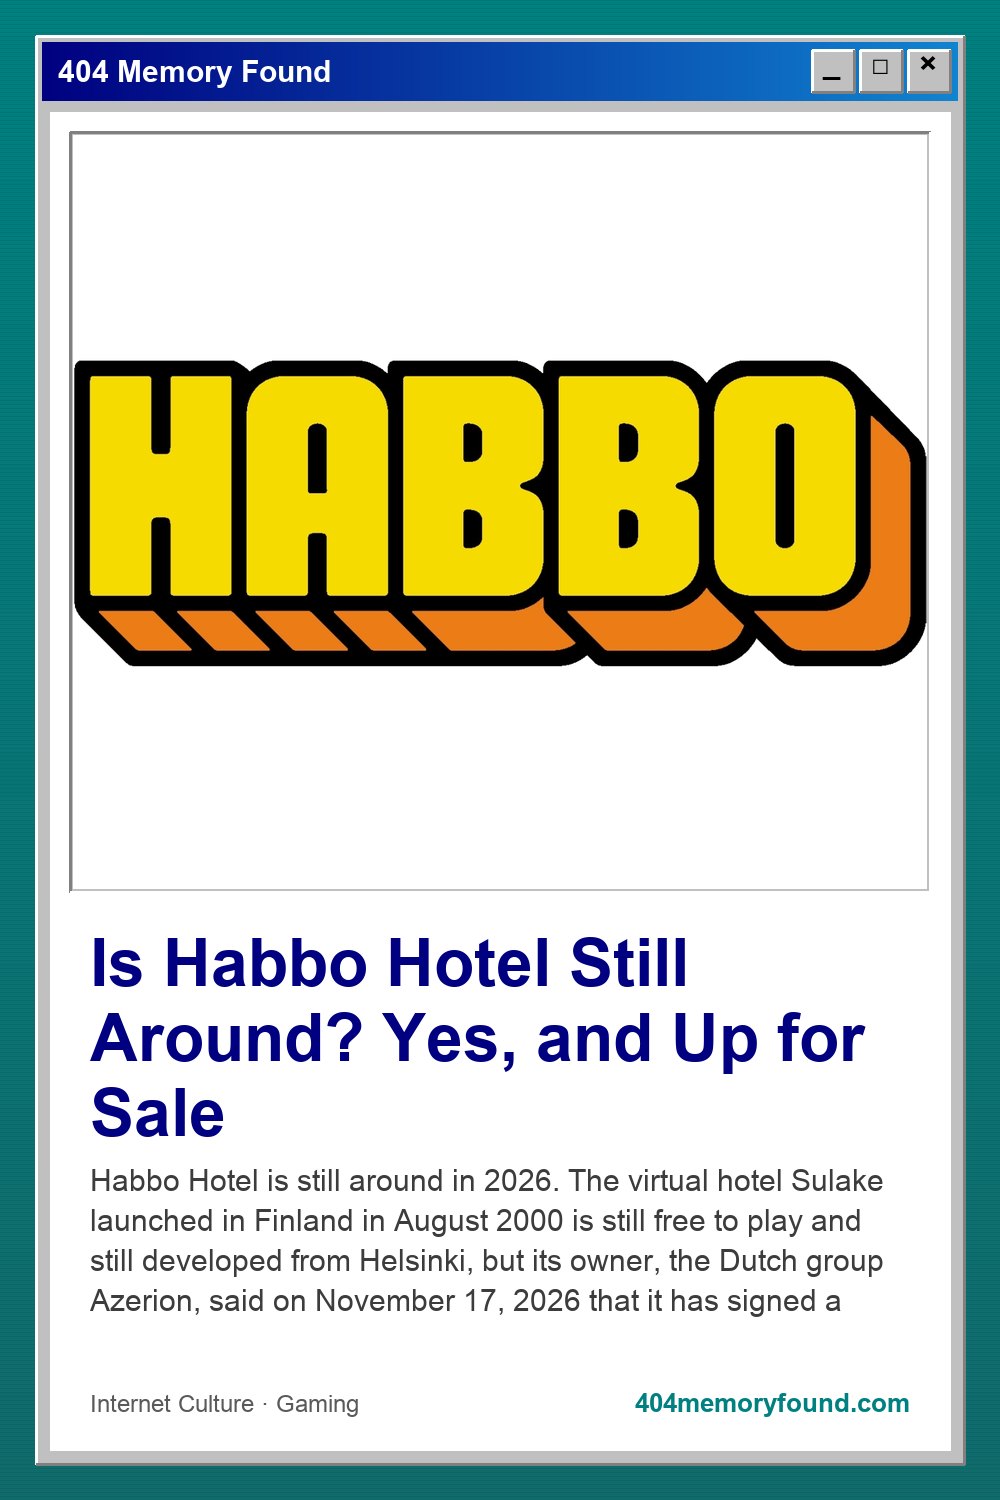 404 Memory Found
HABBO
Is Habbo Hotel Still
Around? Yes, and Up for
Sale
Habbo Hotel is still around in 2026. The virtual hotel Sulake
launched in Finland in August 2000 is still free to play and
still developed from Helsinki, but its owner, the Dutch group
Azerion, said on November 17, 2026 that it has signed a
Internet Culture · Gaming
404memoryfound.com